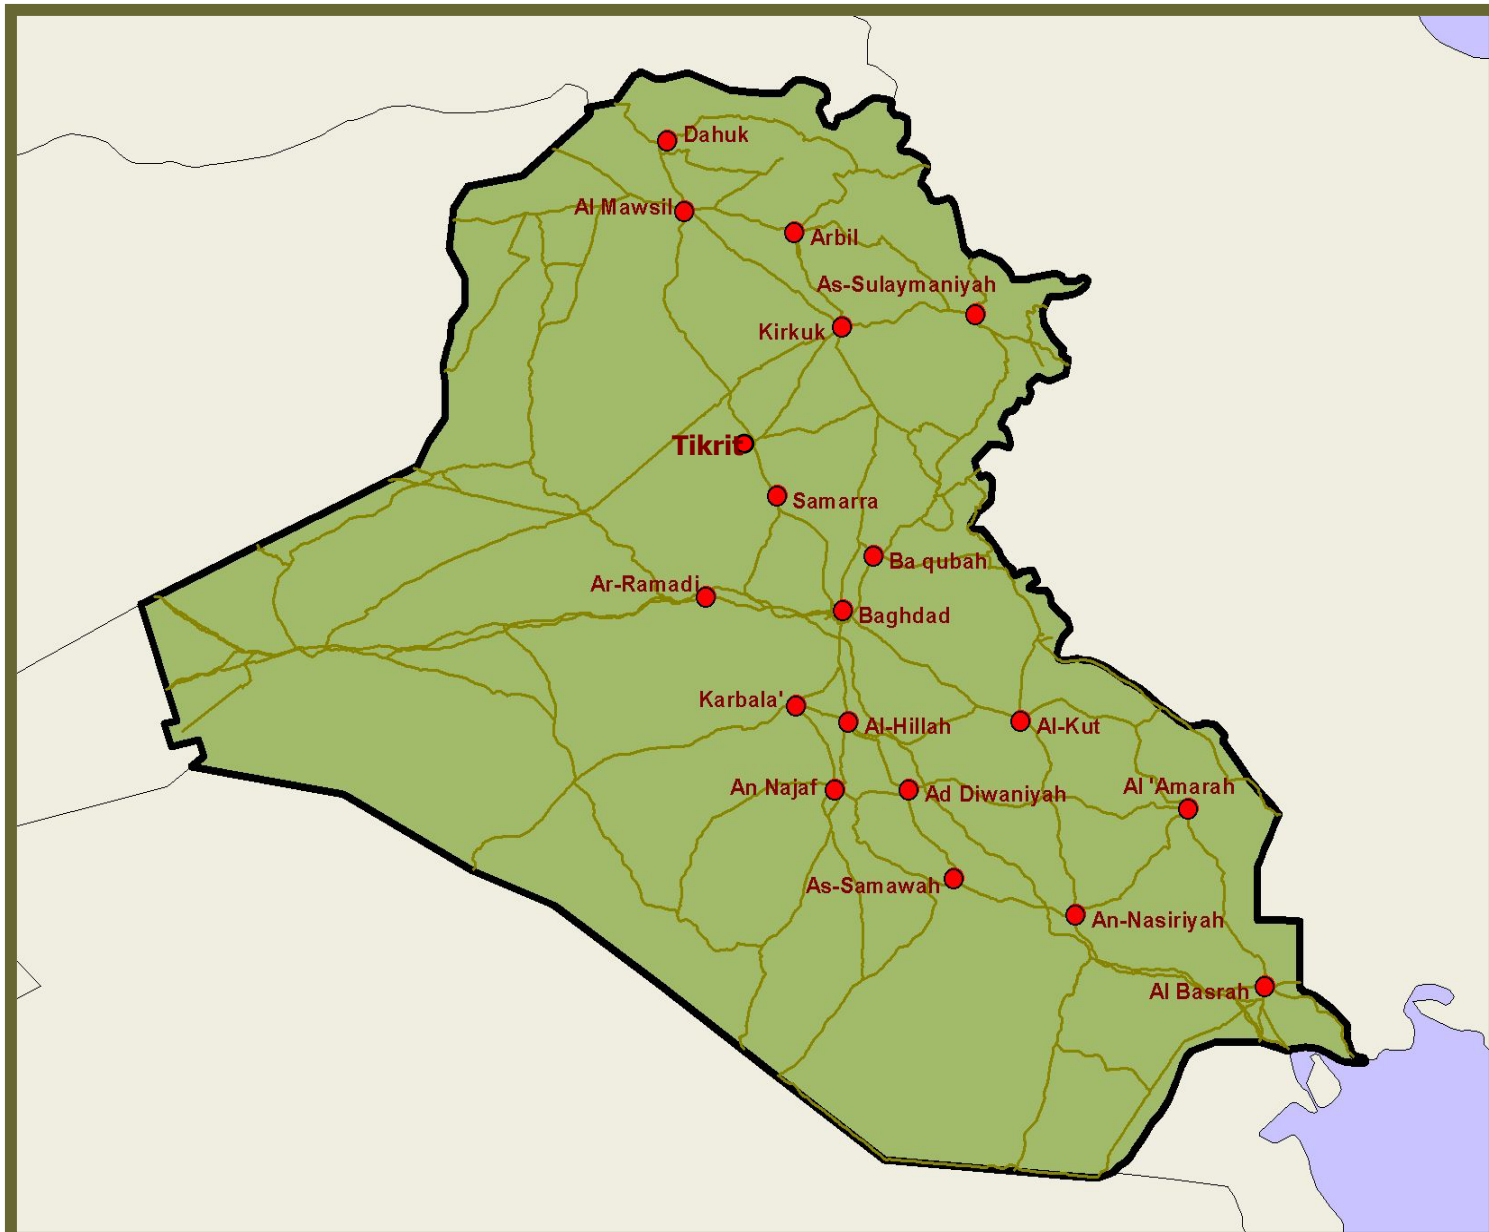 Dahuk
Al Mawsil
Arbil
As-Sulaymaniyah
Kirkuk
Tikrit
Samarra
Ba qubah
Ar-Ramadi
Baghdad
Karbala'
Al-Hillah
Al-Kut
An Najaf
Ad Diwaniyah
Al 'Amarah
As-Samawah
An-Nasiriyah
Al Basrah